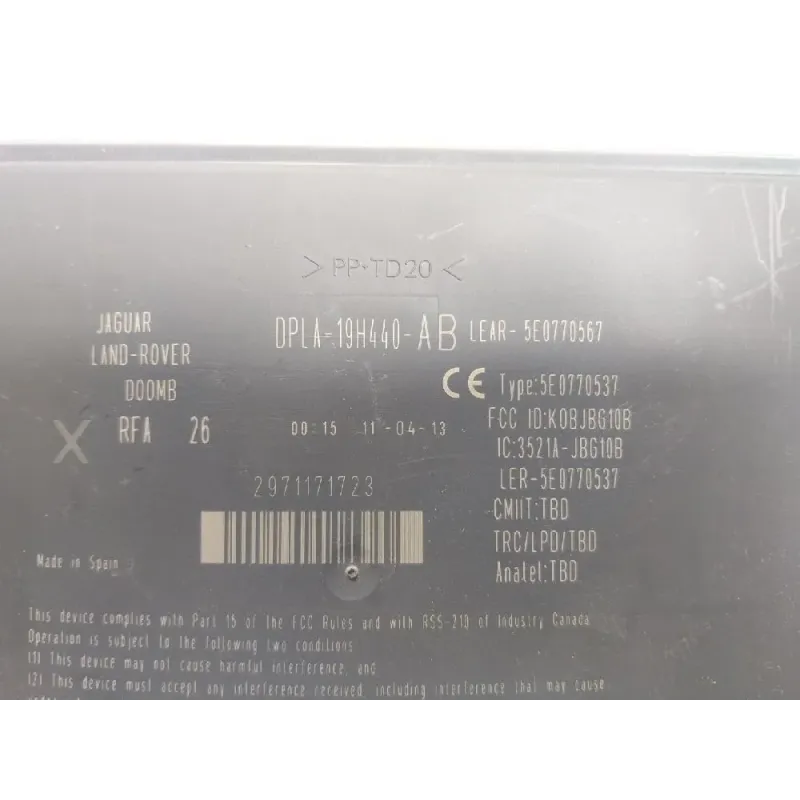 > PP-TD20 <
JAGUAR
LAND-ROVER
DOOMB
DPLA-19H440-AB LEAR-5E0770567
CE Type:5E0770537
X RFA 26
00:15 11-04-13
FCC ID:KOBJBG10B
IC:3521A-JBG10B
LER-5E0770537
CMIIT:TBD
TRC/LPD/TBD
Anatel:TBD
2971171723
Made in Spain
This device complies with Part 15 of the FCC Rules and with RSS-210 of Industry Canada
Operation is subject to the following two conditions
(1) This device may not cause harmful interference, and
(2) This device must accept any interference received, including interference that may cause